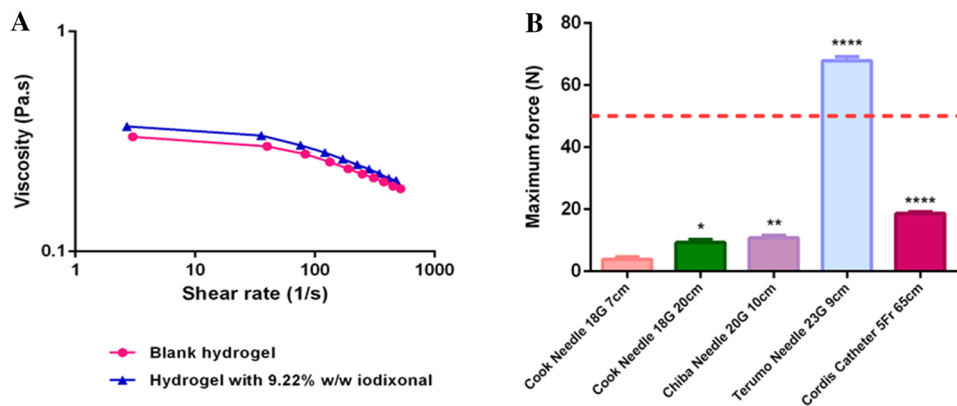 A
Viscosity (Pa.s)
1
0.1
1
10
100
1000
Shear rate (1/s)
Blank hydrogel
Hydrogel with 9.22% w/w iodixonal
B
Maximum force (N)
80
60
40
20
0
*
**
****
****
Cook Needle 18G 7cm
Cook Needle 18G 20cm
Chiba Needle 20G 10cm
Terumo Needle 23G 9cm
Cordis Catheter 5Fr 65cm